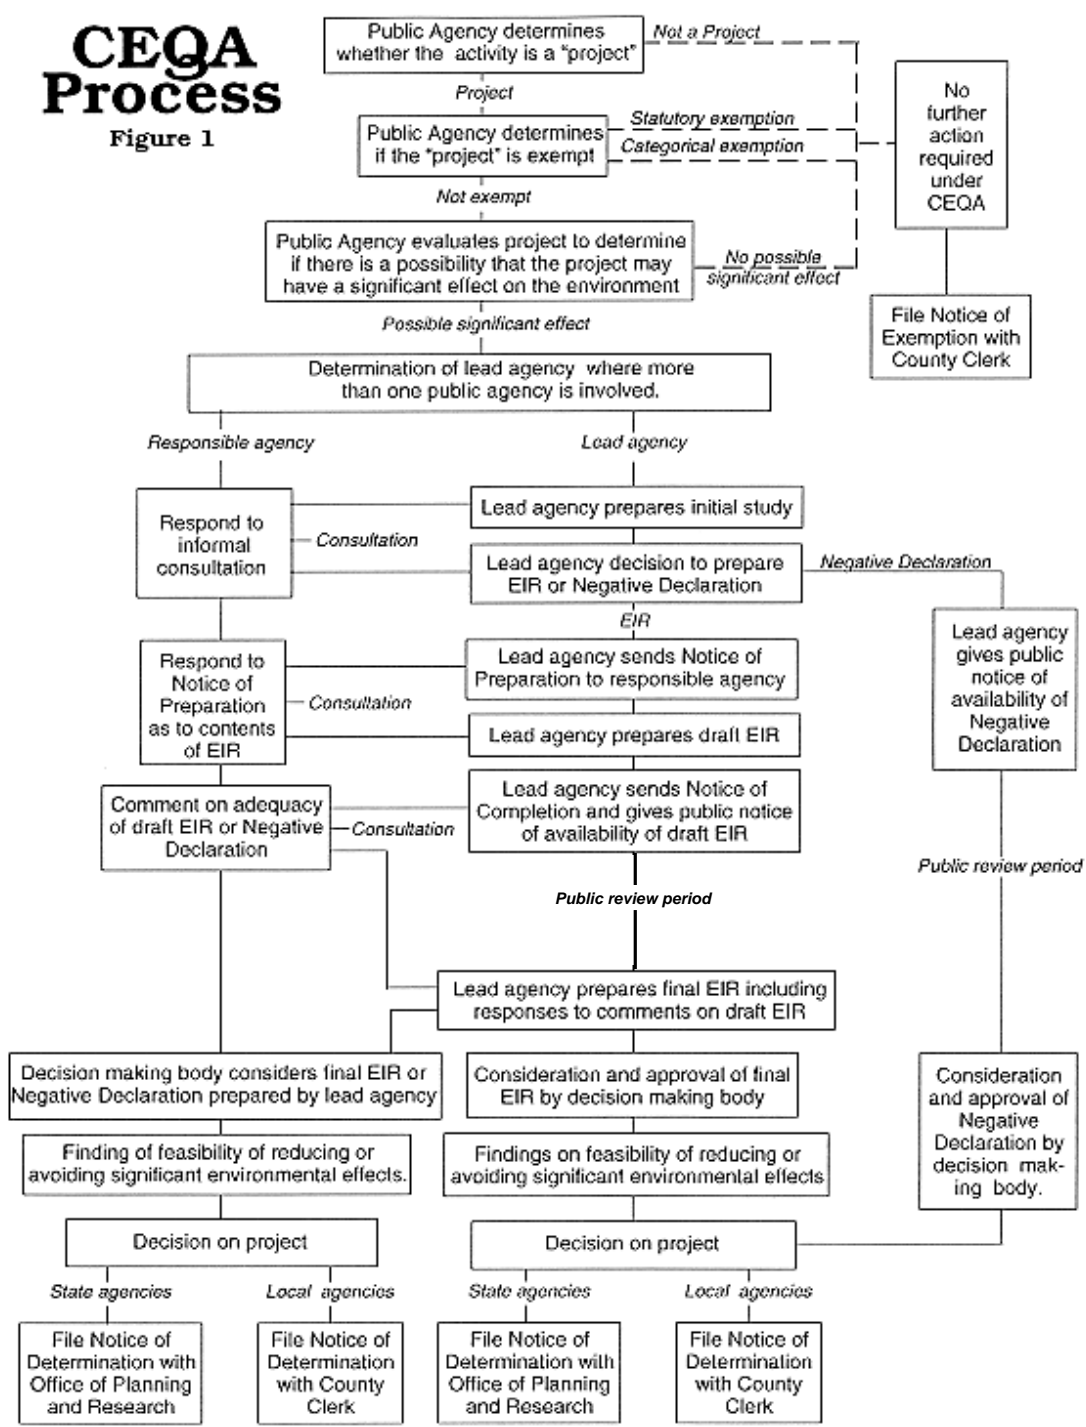 CEQA
Process
Figure 1
Public Agency determines
whether the activity is a "project"
Not a Project
Project
Public Agency determines
if the "project" is exempt
Statutory exemption
Categorical exemption
No
further
action
required
under
CEQA
Not exempt
Public Agency evaluates project to determine
if there is a possibility that the project may
have a significant effect on the environment
No possible
significant effect
File Notice of
Exemption with
County Clerk
Possible significant effect
Determination of lead agency where more
than one public agency is involved.
Responsible agency
Lead agency
Respond to
informal
consultation
Consultation
Lead agency prepares initial study
Lead agency decision to prepare
EIR or Negative Declaration
Negative Declaration
EIR
Lead agency
gives public
notice of
availability of
Negative
Declaration
Respond to
Notice of
Preparation
as to contents
of EIR
Consultation
Lead agency sends Notice of
Preparation to responsible agency
Lead agency prepares draft EIR
Comment on adequacy
of draft EIR or Negative
Declaration
Consultation
Lead agency sends Notice of
Completion and gives public notice
of availability of draft EIR
Public review period
Public review period
Lead agency prepares final EIR including
responses to comments on draft EIR
Decision making body considers final EIR or
Negative Declaration prepared by lead agency
Consideration and approval of final
EIR by decision making body
Consideration
and approval of
Negative
Declaration by
decision mak-
ing body.
Finding of feasibility of reducing or
avoiding significant environmental effects.
Findings on feasibility of reducing or
avoiding significant environmental effects
Decision on project
Decision on project
State agencies
Local agencies
State agencies
Local agencies
File Notice of
Determination with
Office of Planning
and Research
File Notice of
Determination
with County
Clerk
File Notice of
Determination with
Office of Planning
and Research
File Notice of
Determination
with County
Clerk